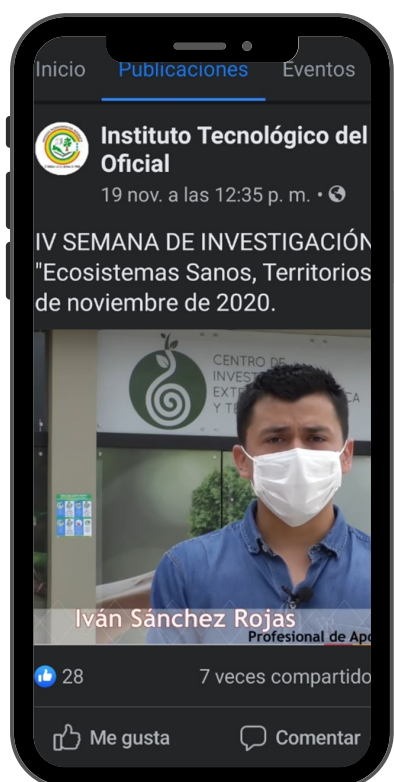 Inicio Publicaciones Eventos
Instituto Tecnológico del
Oficial
19 nov. a las 12:35 p. m. •
IV SEMANA DE INVESTIGACIÓN
"Ecosistemas Sanos, Territorios
de noviembre de 2020.
CENTRO DE
INVES
EXTE CA
Y TE
Iván Sánchez Rojas
Profesional de Apo
28 7 veces compartido
Me gusta Comentar